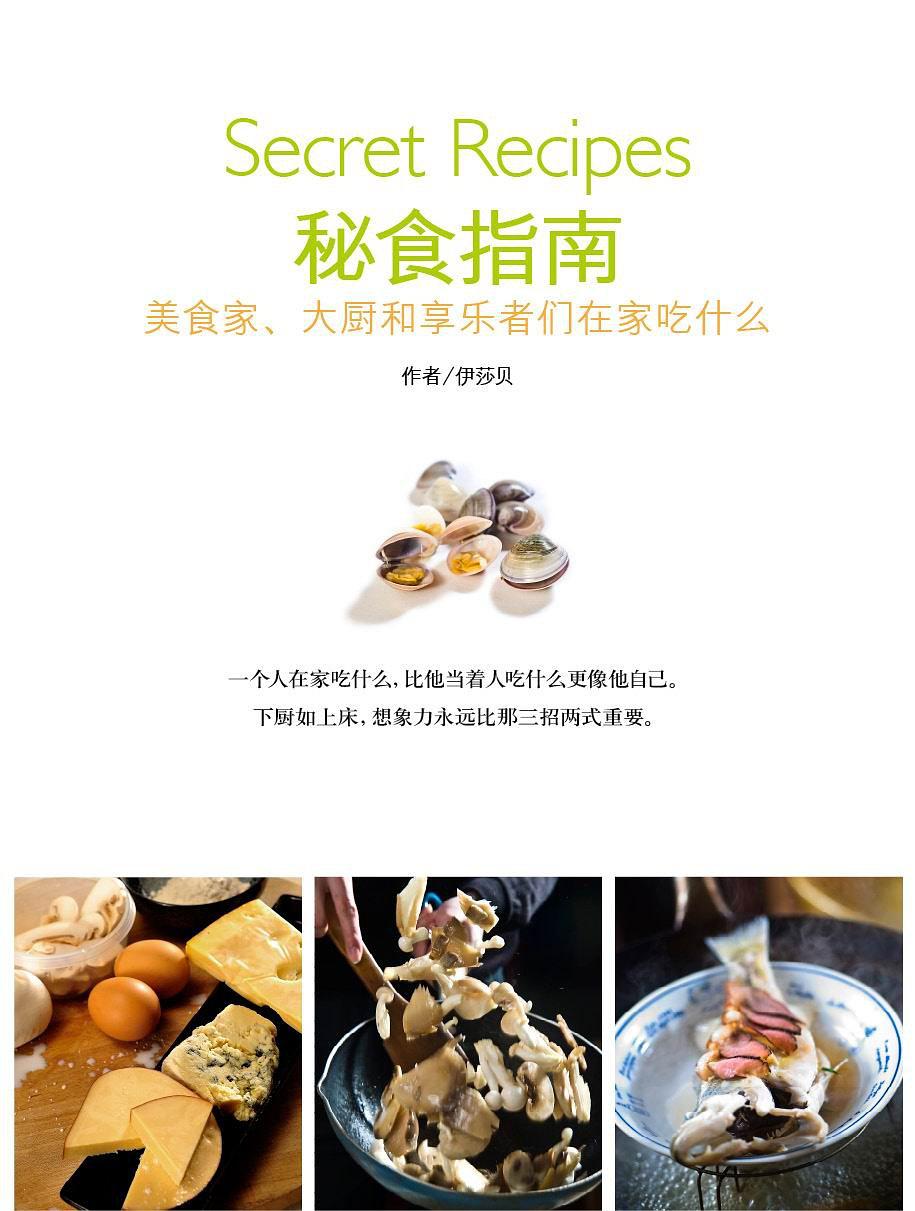 Secret Recipes
秘食指南
美食家、大厨和享乐者们在家吃什么
作者/伊莎贝
一个人在家吃什么，比他当着人吃什么更像他自己。
下厨如上床，想象力永远比那三招两式重要。